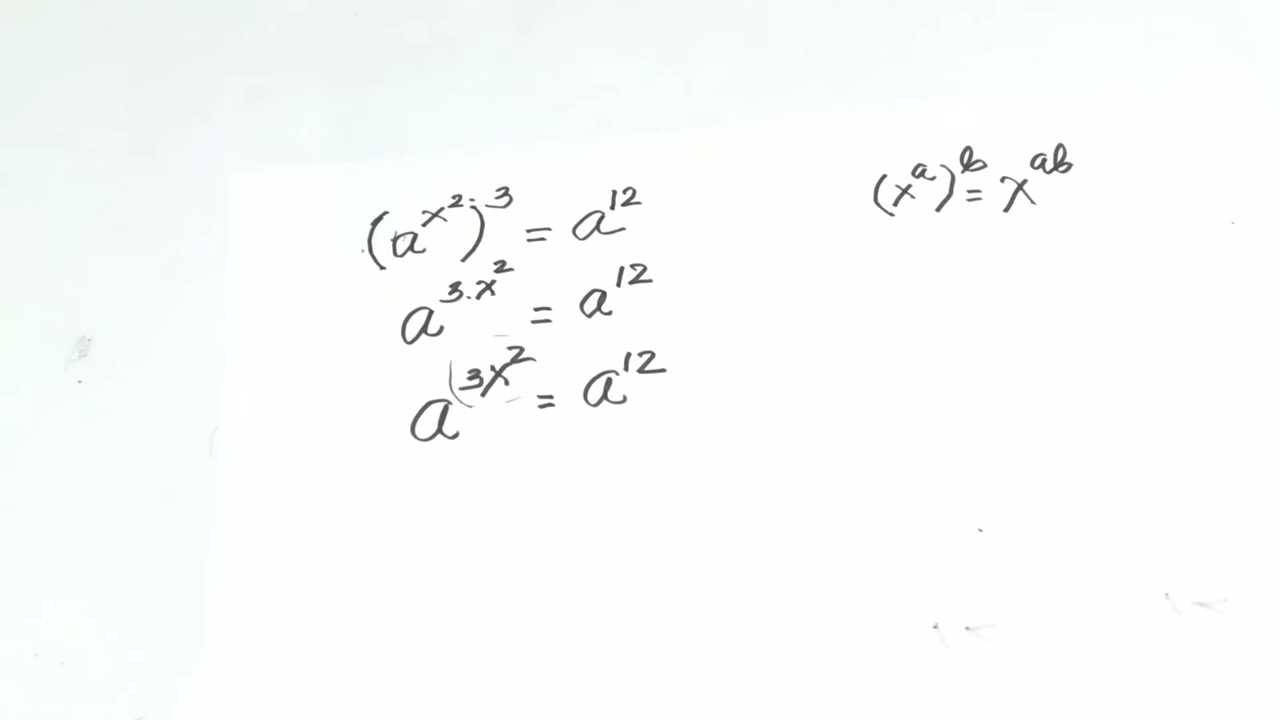 (a^{x^2})^3 = a^{12}
(x^a)^b = x^{ab}
a^{3.x^2} = a^{12}
a^{(3x^2} = a^{12}